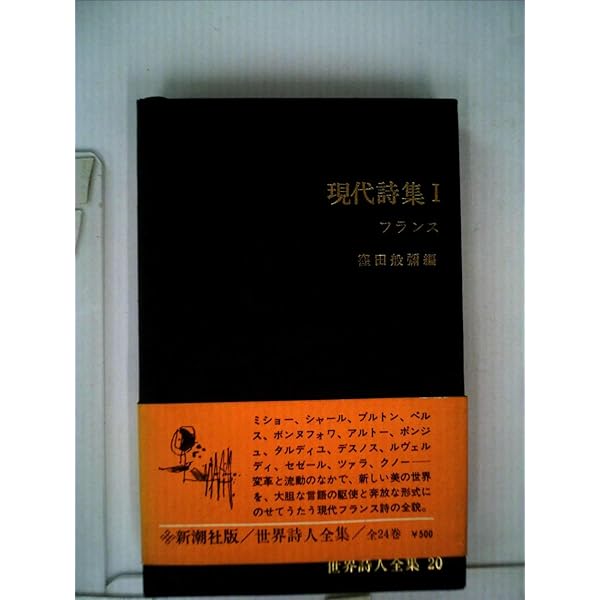 現代詩集 I
フランス
窪田般彌編
ミショー、シャール、ブルトン、ペル
ス、ボンヌフォワ、アルトー、ポンジ
ュ、タルディユ、デスノス、ルヴェル
ディ、セゼール、ツァラ、クノー——
変革と流動のなかで、新しい美の世界
を、大胆な言語の駆使と奔放な形式に
のせてうたう現代フランス詩の全貌。
新潮社版/世界詩人全集/全24巻 ¥500
世界詩人全集 20